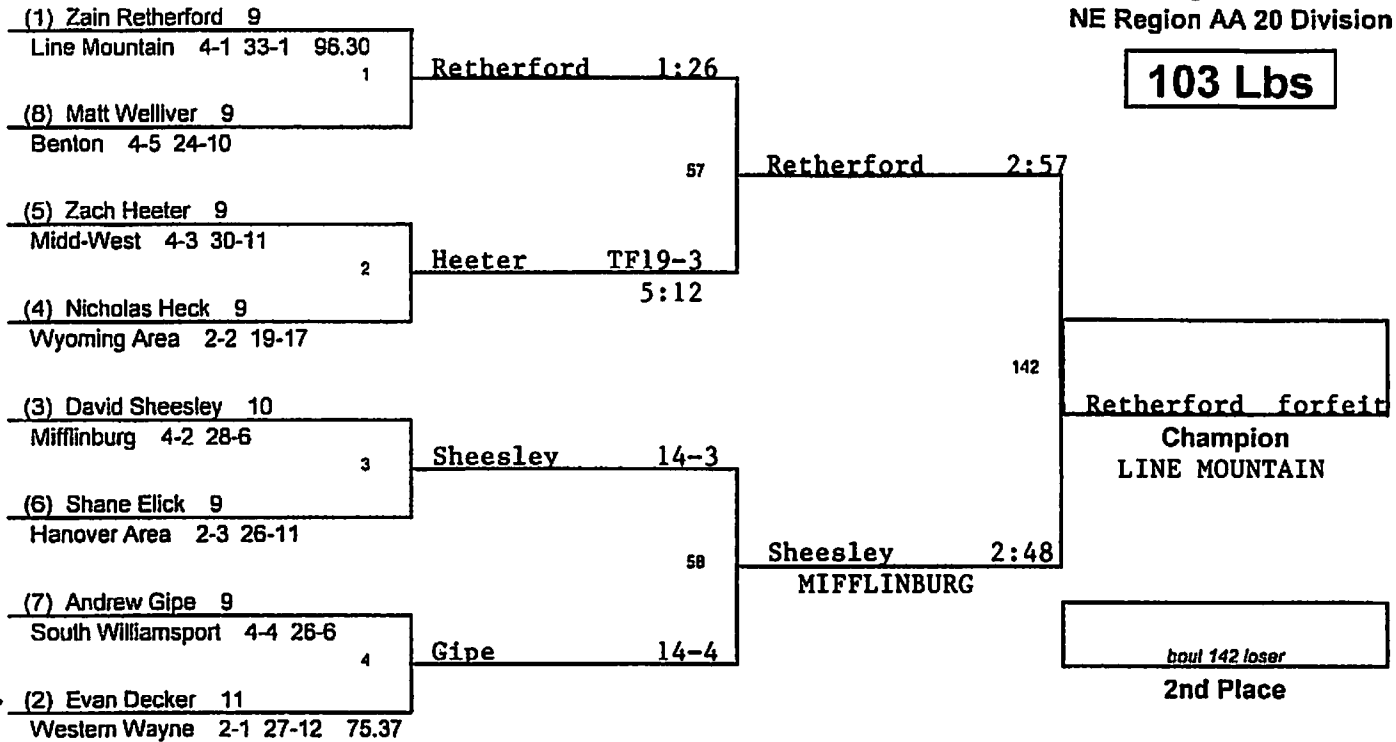 NE Region AA 20 Division
103 Lbs
(1) Zain Retherford 9
Line Mountain 4-1 33-1 96.30
1
Retherford 1:26
(8) Matt Welliver 9
Benton 4-5 24-10
57
Retherford 2:57
(5) Zach Heeter 9
Midd-West 4-3 30-11
2
Heeter TF19-3
5:12
(4) Nicholas Heck 9
Wyoming Area 2-2 19-17
142
Retherford forfeit
Champion
LINE MOUNTAIN
(3) David Sheesley 10
Mifflinburg 4-2 28-6
3
Sheesley 14-3
(6) Shane Elick 9
Hanover Area 2-3 26-11
58
Sheesley 2:48
MIFFLINBURG
(7) Andrew Gipe 9
South Williamsport 4-4 26-6
4
Gipe 14-4
(2) Evan Decker 11
Western Wayne 2-1 27-12 75.37
bout 142 loser
2nd Place